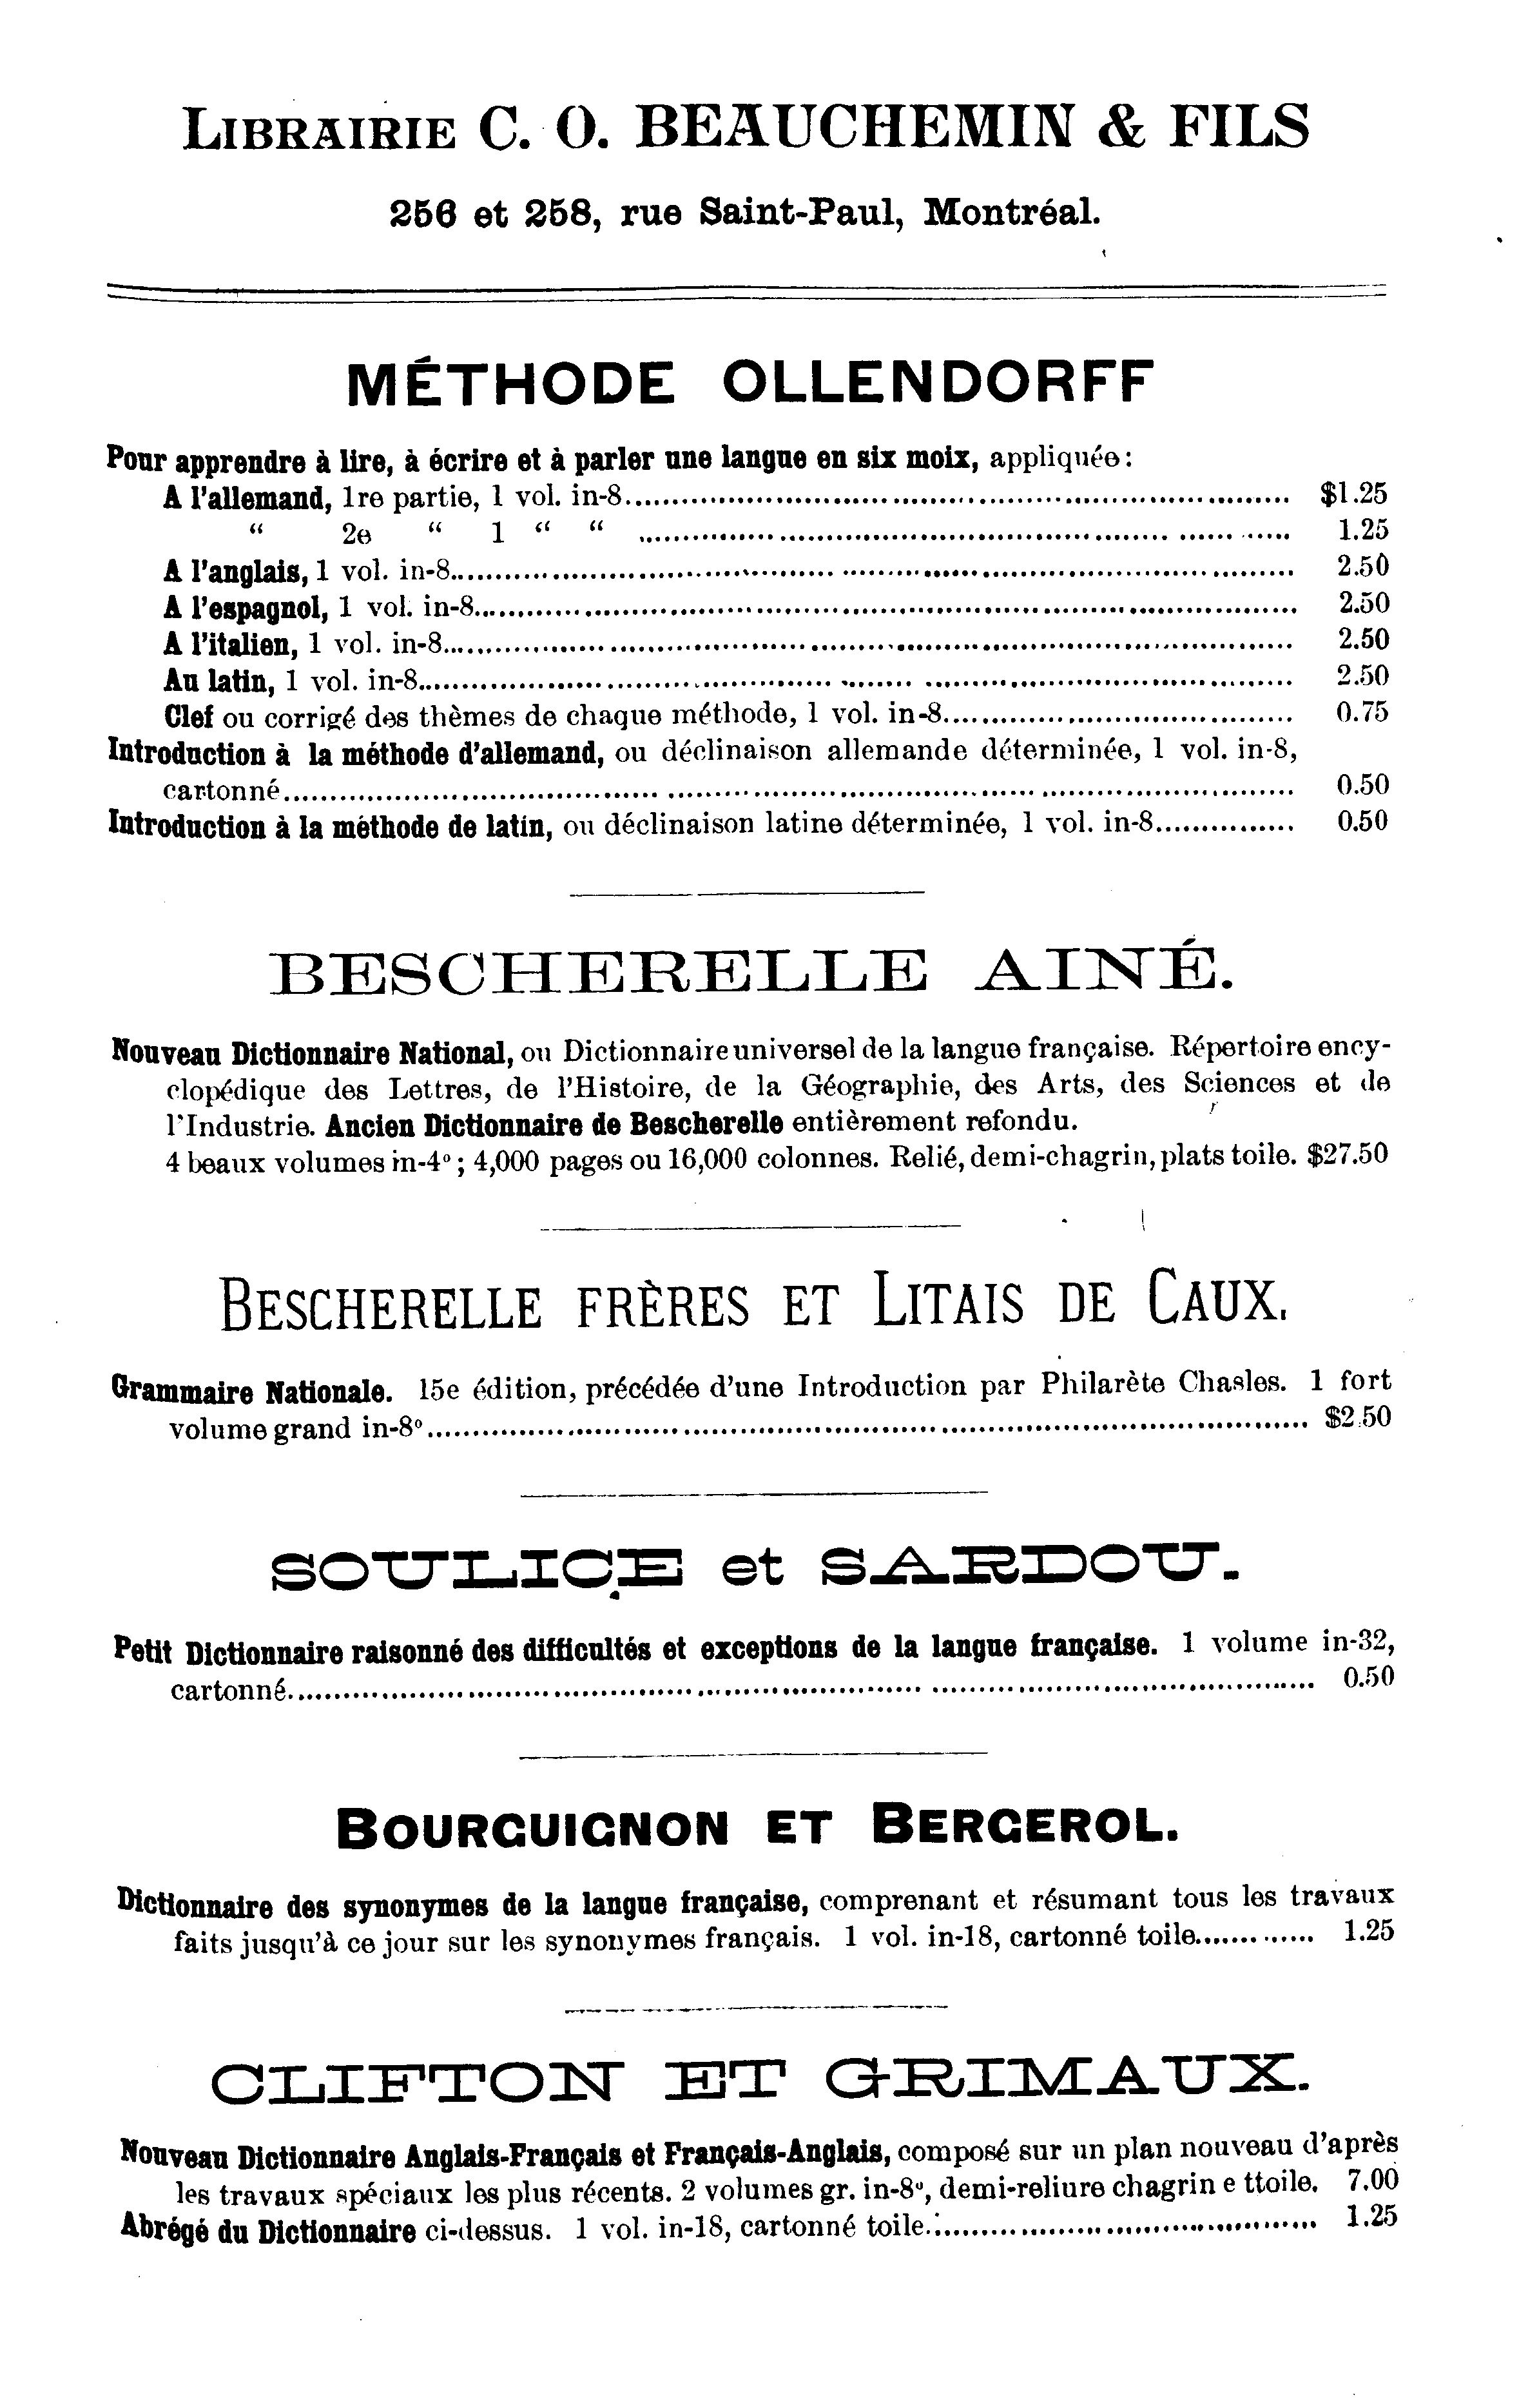 LIBRAIRIE C. O. BEAUCHEMIN & FILS
256 et 258, rue Saint-Paul, Montréal.
MÉTHODE OLLENDORFF
Pour apprendre à lire, à écrire et à parler une langue en six moix, appliquée:
A l'allemand, 1re partie, 1 vol. in-8........ $1.25
“ 2e “ 1 “ “ ........ 1.25
A l'anglais, 1 vol. in-8........ 2.50
A l'espagnol, 1 vol. in-8........ 2.50
A l'italien, 1 vol. in-8........ 2.50
Au latin, 1 vol. in-8........ 2.50
Clef ou corrigé des thèmes de chaque méthode, 1 vol. in-8........ 0.75
Introduction à la méthode d'allemand, ou déclinaison allemande déterminée, 1 vol. in-8,
cartonné........ 0.50
Introduction à la méthode de latin, ou déclinaison latine déterminée, 1 vol. in-8........ 0.50
BESCHERELLE AINÉ.
Nouveau Dictionnaire National, ou Dictionnaire universel de la langue française. Répertoire ency-
clopédique des Lettres, de l'Histoire, de la Géographie, des Arts, des Sciences et de
l'Industrie. Ancien Dictionnaire de Bescherelle entièrement refondu.
4 beaux volumes in-4°; 4,000 pages ou 16,000 colonnes. Relié, demi-chagrin, plats toile. $27.50
BESCHERELLE FRÈRES ET LITAIS DE CAUX.
Grammaire Nationale. 15e édition, précédée d'une Introduction par Philarète Chasles. 1 fort
volume grand in-8°........ $2.50
SOULICE et SARDOU.
Petit Dictionnaire raisonné des difficultés et exceptions de la langue française. 1 volume in-32,
cartonné........ 0.50
BOURGUIGNON ET BERGEROL.
Dictionnaire des synonymes de la langue française, comprenant et résumant tous les travaux
faits jusqu'à ce jour sur les synonymes français. 1 vol. in-18, cartonné toile........ 1.25
CLIFTON ET GRIMAUX.
Nouveau Dictionnaire Anglais-Français et Français-Anglais, composé sur un plan nouveau d'après
les travaux spéciaux les plus récents. 2 volumes gr. in-8°, demi-reliure chagrin e ttoile. 7.00
Abrégé du Dictionnaire ci-dessus. 1 vol. in-18, cartonné toile........ 1.25